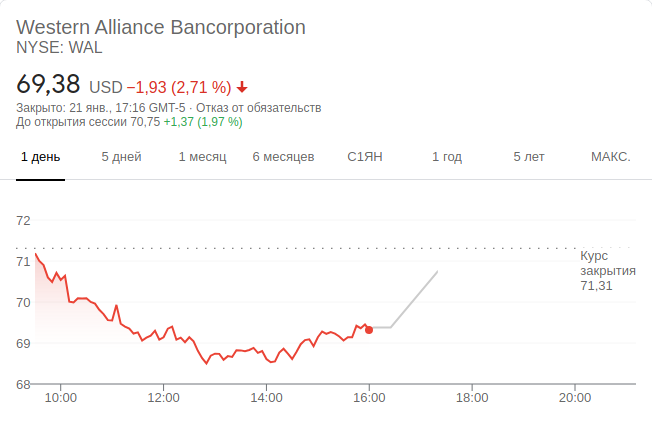 Western Alliance Bancorporation
NYSE: WAL
69,38 USD −1,93 (2,71 %)
Закрыто: 21 янв., 17:16 GMT-5 · Отказ от обязательств
До открытия сессии 70,75 +1,37 (1,97 %)
1 день 5 дней 1 месяц 6 месяцев С1ЯН 1 год 5 лет МАКС.
72
71
70
69
68
Курс
закрытия
71,31
10:00 12:00 14:00 16:00 18:00 20:00